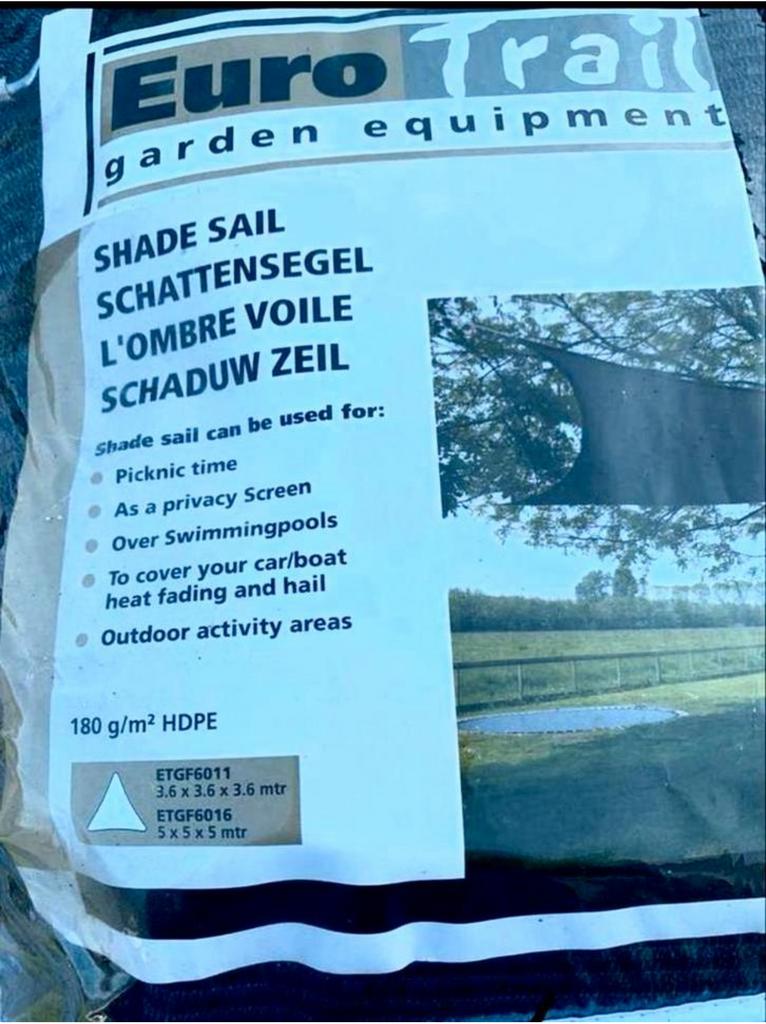 Euro Trail
garden equipment
SHADE SAIL
SCHATTENSEGEL
L'OMBRE VOILE
SCHADUW ZEIL
Shade sail can be used for:
Picknic time
As a privacy Screen
Over Swimmingpools
To cover your car/boat
heat fading and hail
Outdoor activity areas
180 g/m² HDPE
ETGF6011
3.6 x 3.6 x 3.6 mtr
ETGF6016
5 x 5 x 5 mtr